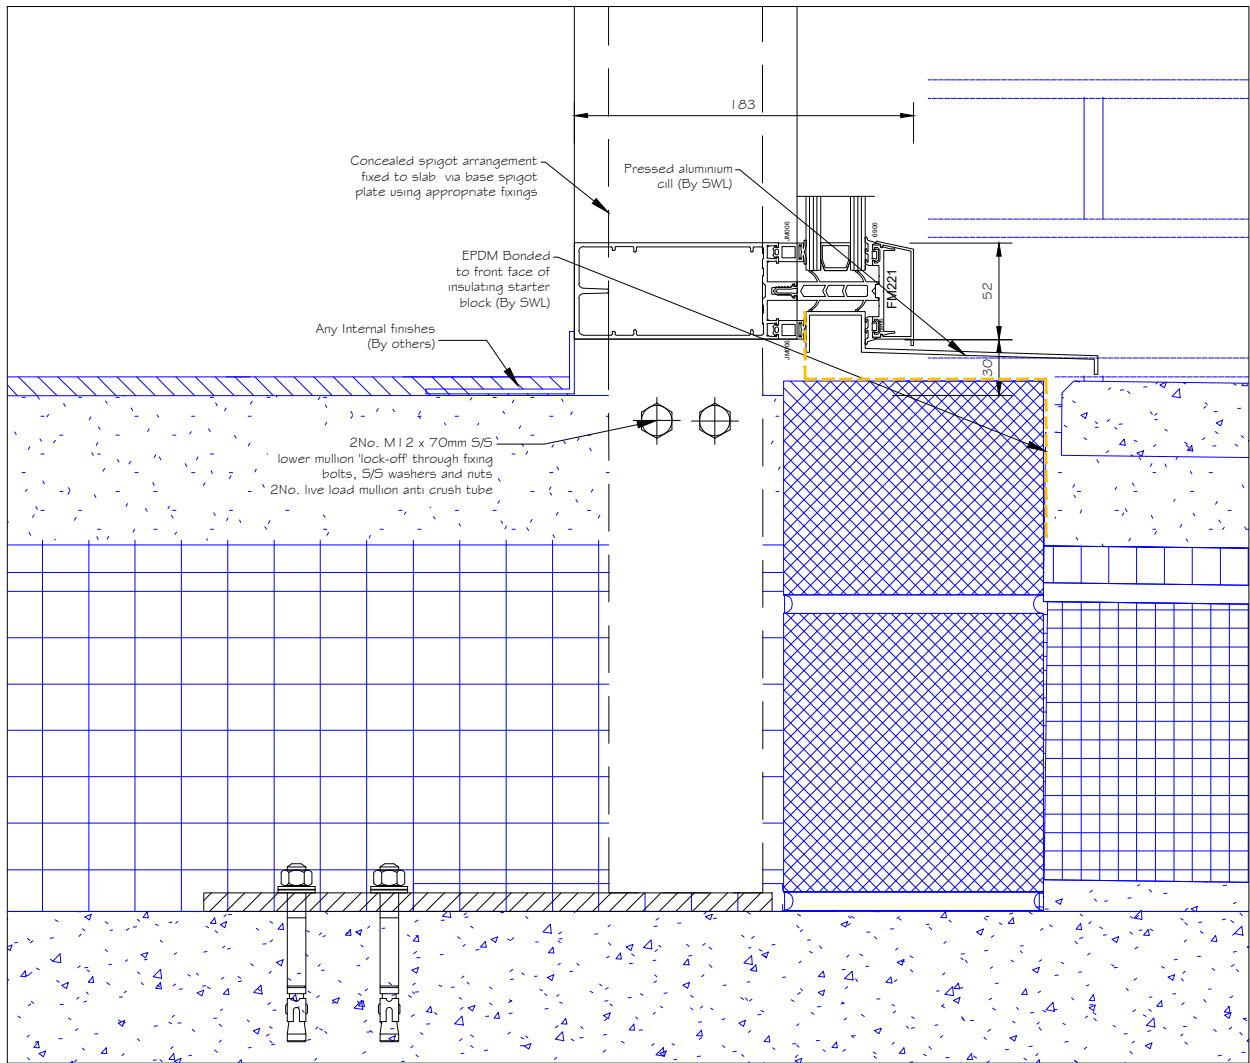 183
Concealed spigot arrangement
fixed to slab via base spigot
plate using appropriate fixings
Pressed aluminium
cill (By SWL)
EPDM Bonded
to front face of
insulating starter
block (By SWL)
JM006
6906
FM221
52
Any Internal finishes
(By others)
JM006
30
2No. M12 x 70mm S/S
lower mullion 'lock-off' through fixing
bolts, S/S washers and nuts
2No. live load mullion anti crush tube